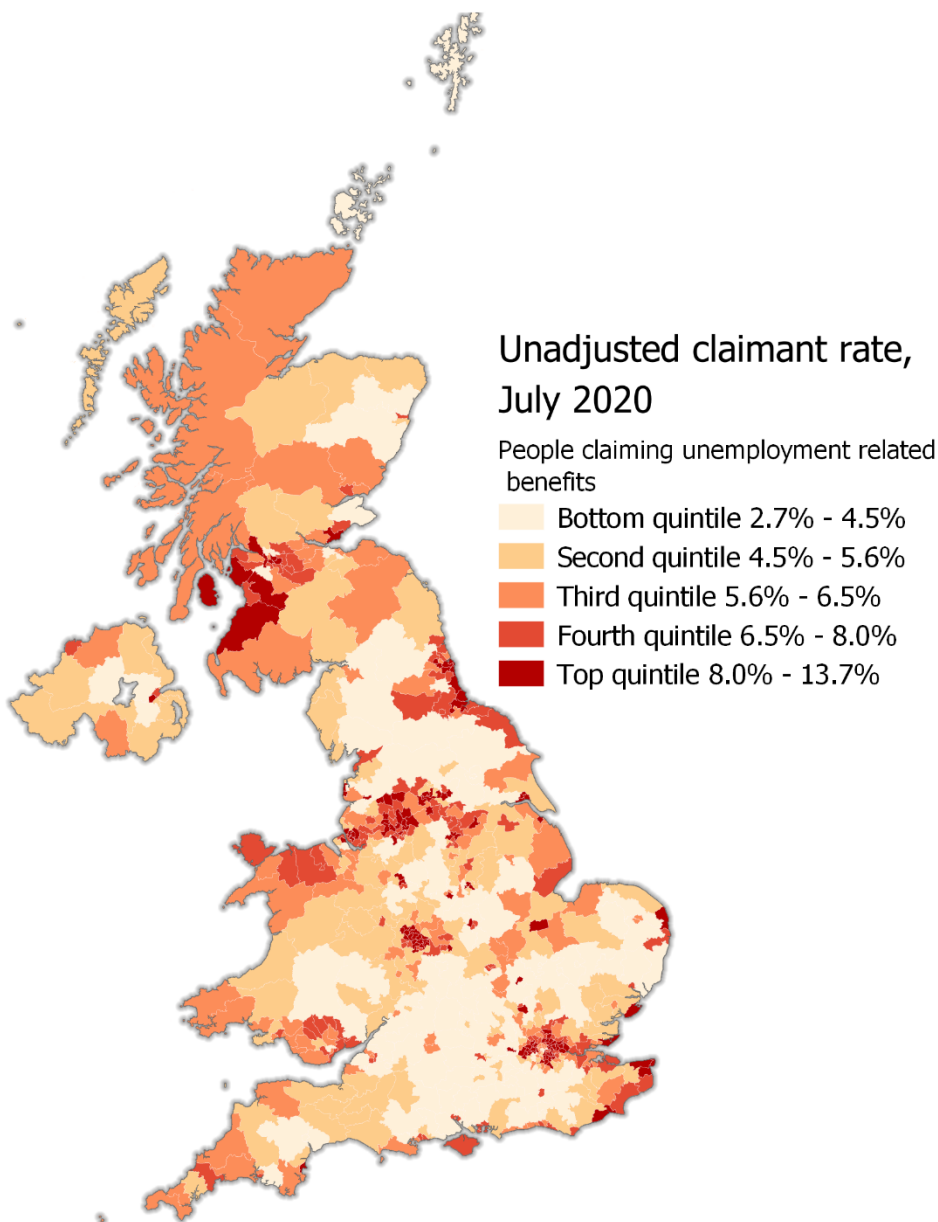 Unadjusted claimant rate,
July 2020
People claiming unemployment related
benefits
Bottom quintile 2.7% - 4.5%
Second quintile 4.5% - 5.6%
Third quintile 5.6% - 6.5%
Fourth quintile 6.5% - 8.0%
Top quintile 8.0% - 13.7%